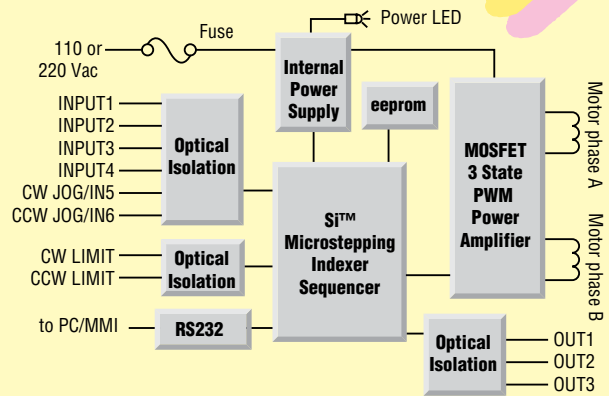 Power LED
Fuse
110 or
220 Vac
Internal
Power
Supply
eeprom
INPUT1
INPUT2
INPUT3
INPUT4
CW JOG/IN5
CCW JOG/IN6
Optical
Isolation
MOSFET
3 State
PWM
Power
Amplifier
Motor phase A
Motor phase B
Si™
Microstepping
Indexer
Sequencer
CW LIMIT
CCW LIMIT
Optical
Isolation
to PC/MMI
RS232
Optical
Isolation
OUT1
OUT2
OUT3